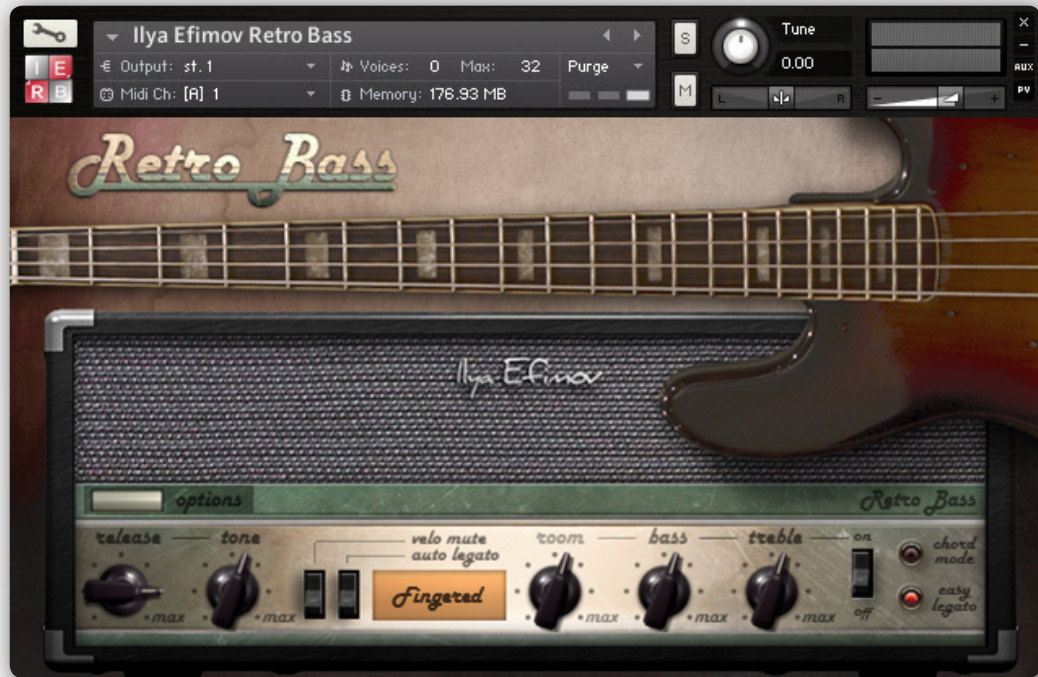 Ilya Efimov Retro Bass
Output: st. 1
Voices: 0 Max: 32
Purge
Midi Ch: [A] 1
Memory: 176.93 MB
I E
R B
S
M
Tune
0.00
L R
- +
×
–
AUX
PV
Retro Bass
Ilya Efimov
options
Retro Bass
release
tone
velo mute
auto legato
room
bass
treble
on
chord
mode
Fingered
easy
legato
max
max
max
max
max
off